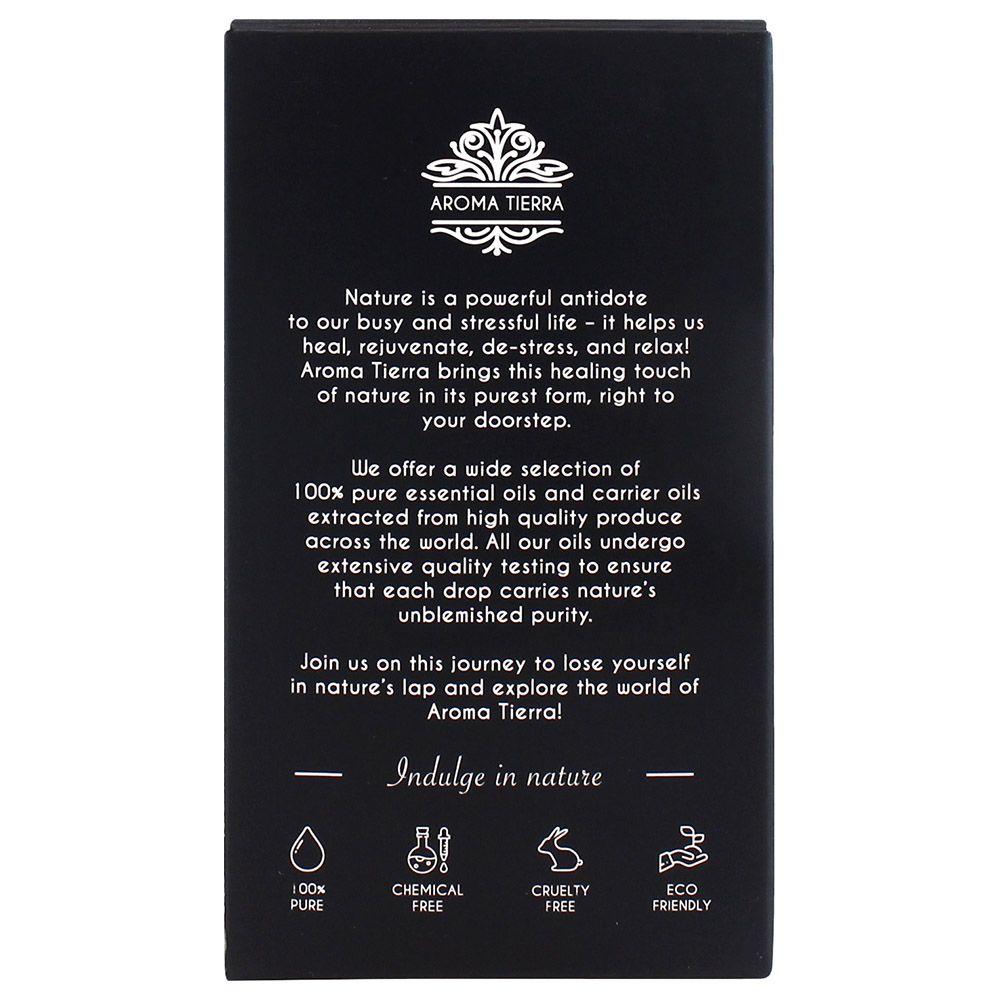 AROMA TIERRA
Nature is a powerful antidote
to our busy and stressful life – it helps us
heal, rejuvenate, de-stress, and relax!
Aroma Tierra brings this healing touch
of nature in its purest form, right to
your doorstep.
We offer a wide selection of
100% pure essential oils and carrier oils
extracted from high quality produce
across the world. All our oils undergo
extensive quality testing to ensure
that each drop carries nature's
unblemished purity.
Join us on this journey to lose yourself
in nature's lap and explore the world of
Aroma Tierra!
Indulge in nature
100% PURE
CHEMICAL FREE
CRUELTY FREE
ECO FRIENDLY